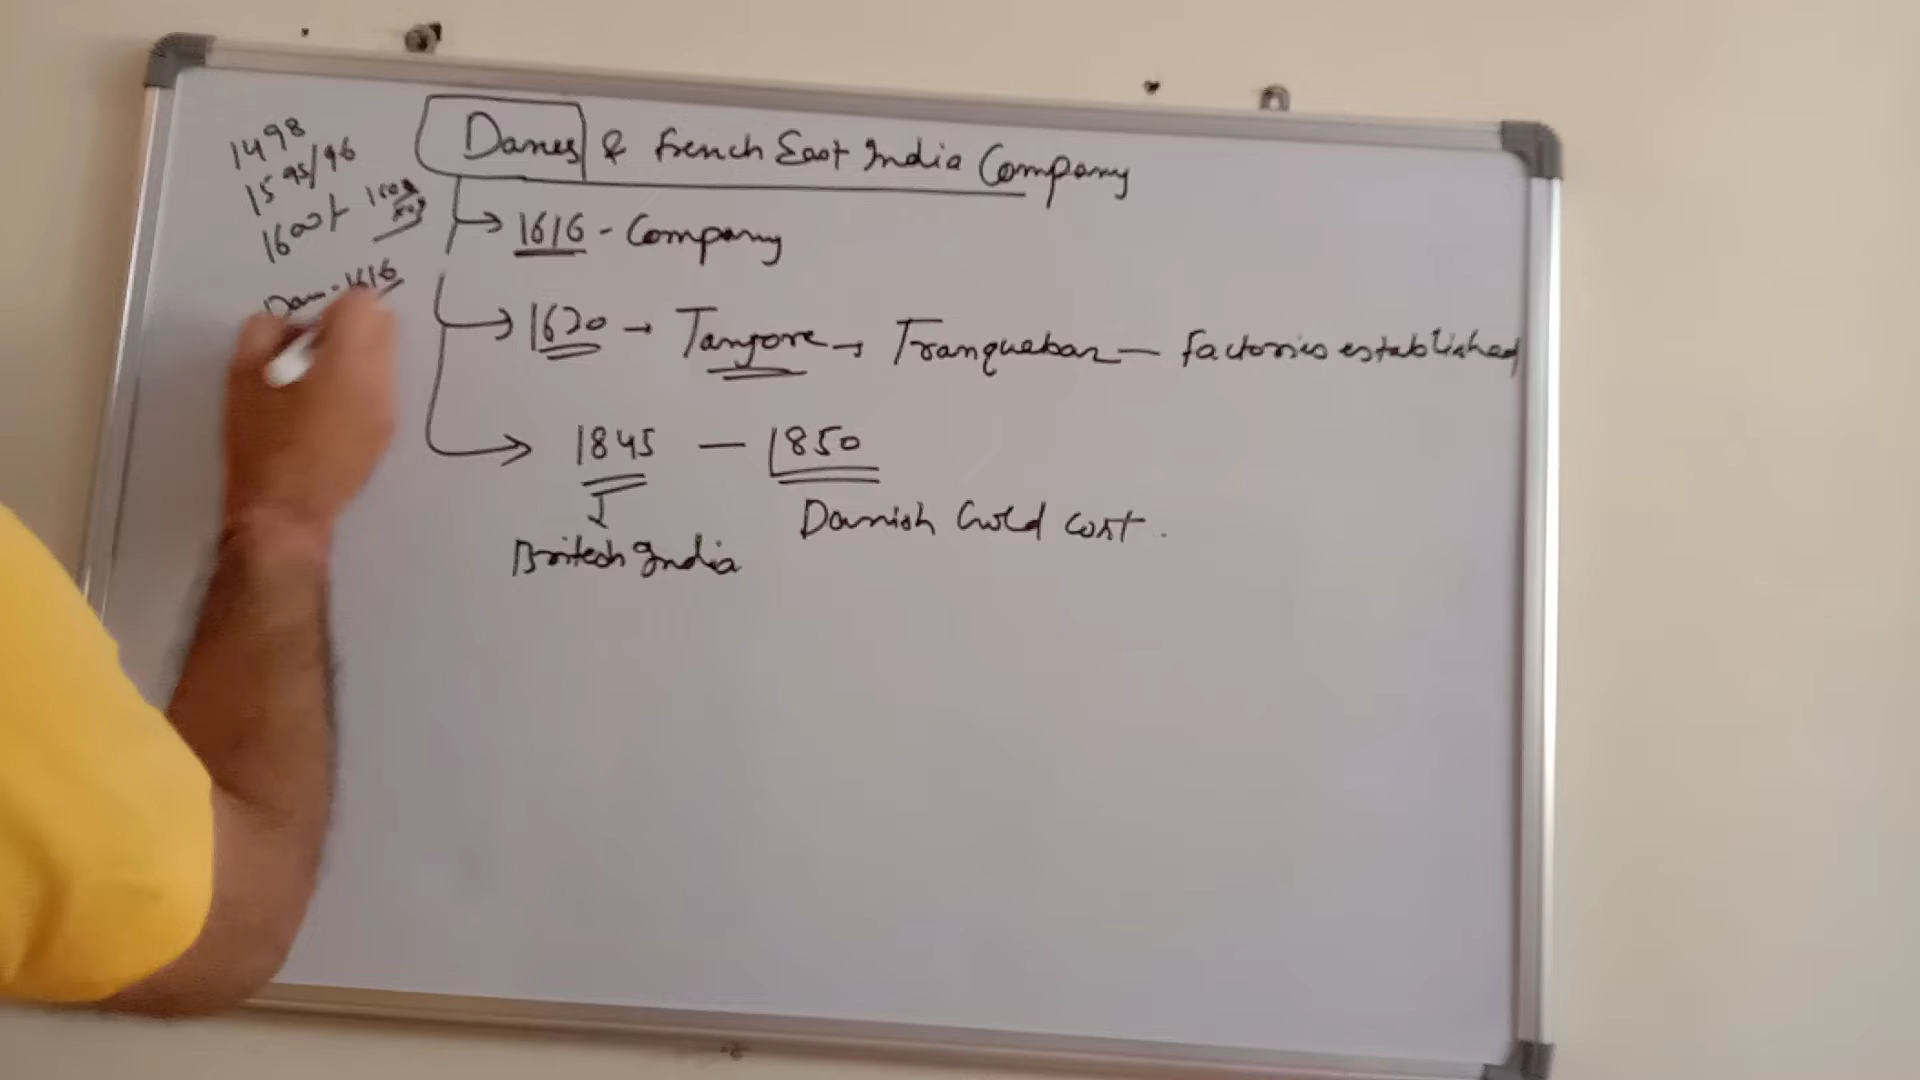 Danes & French East India Company
1498
1595/96
1600
Dan - 1616
1616 - Company
1620 → Tanjore → Tranquebar — factories established
1845 — 1850
British India
Danish Gold cost.